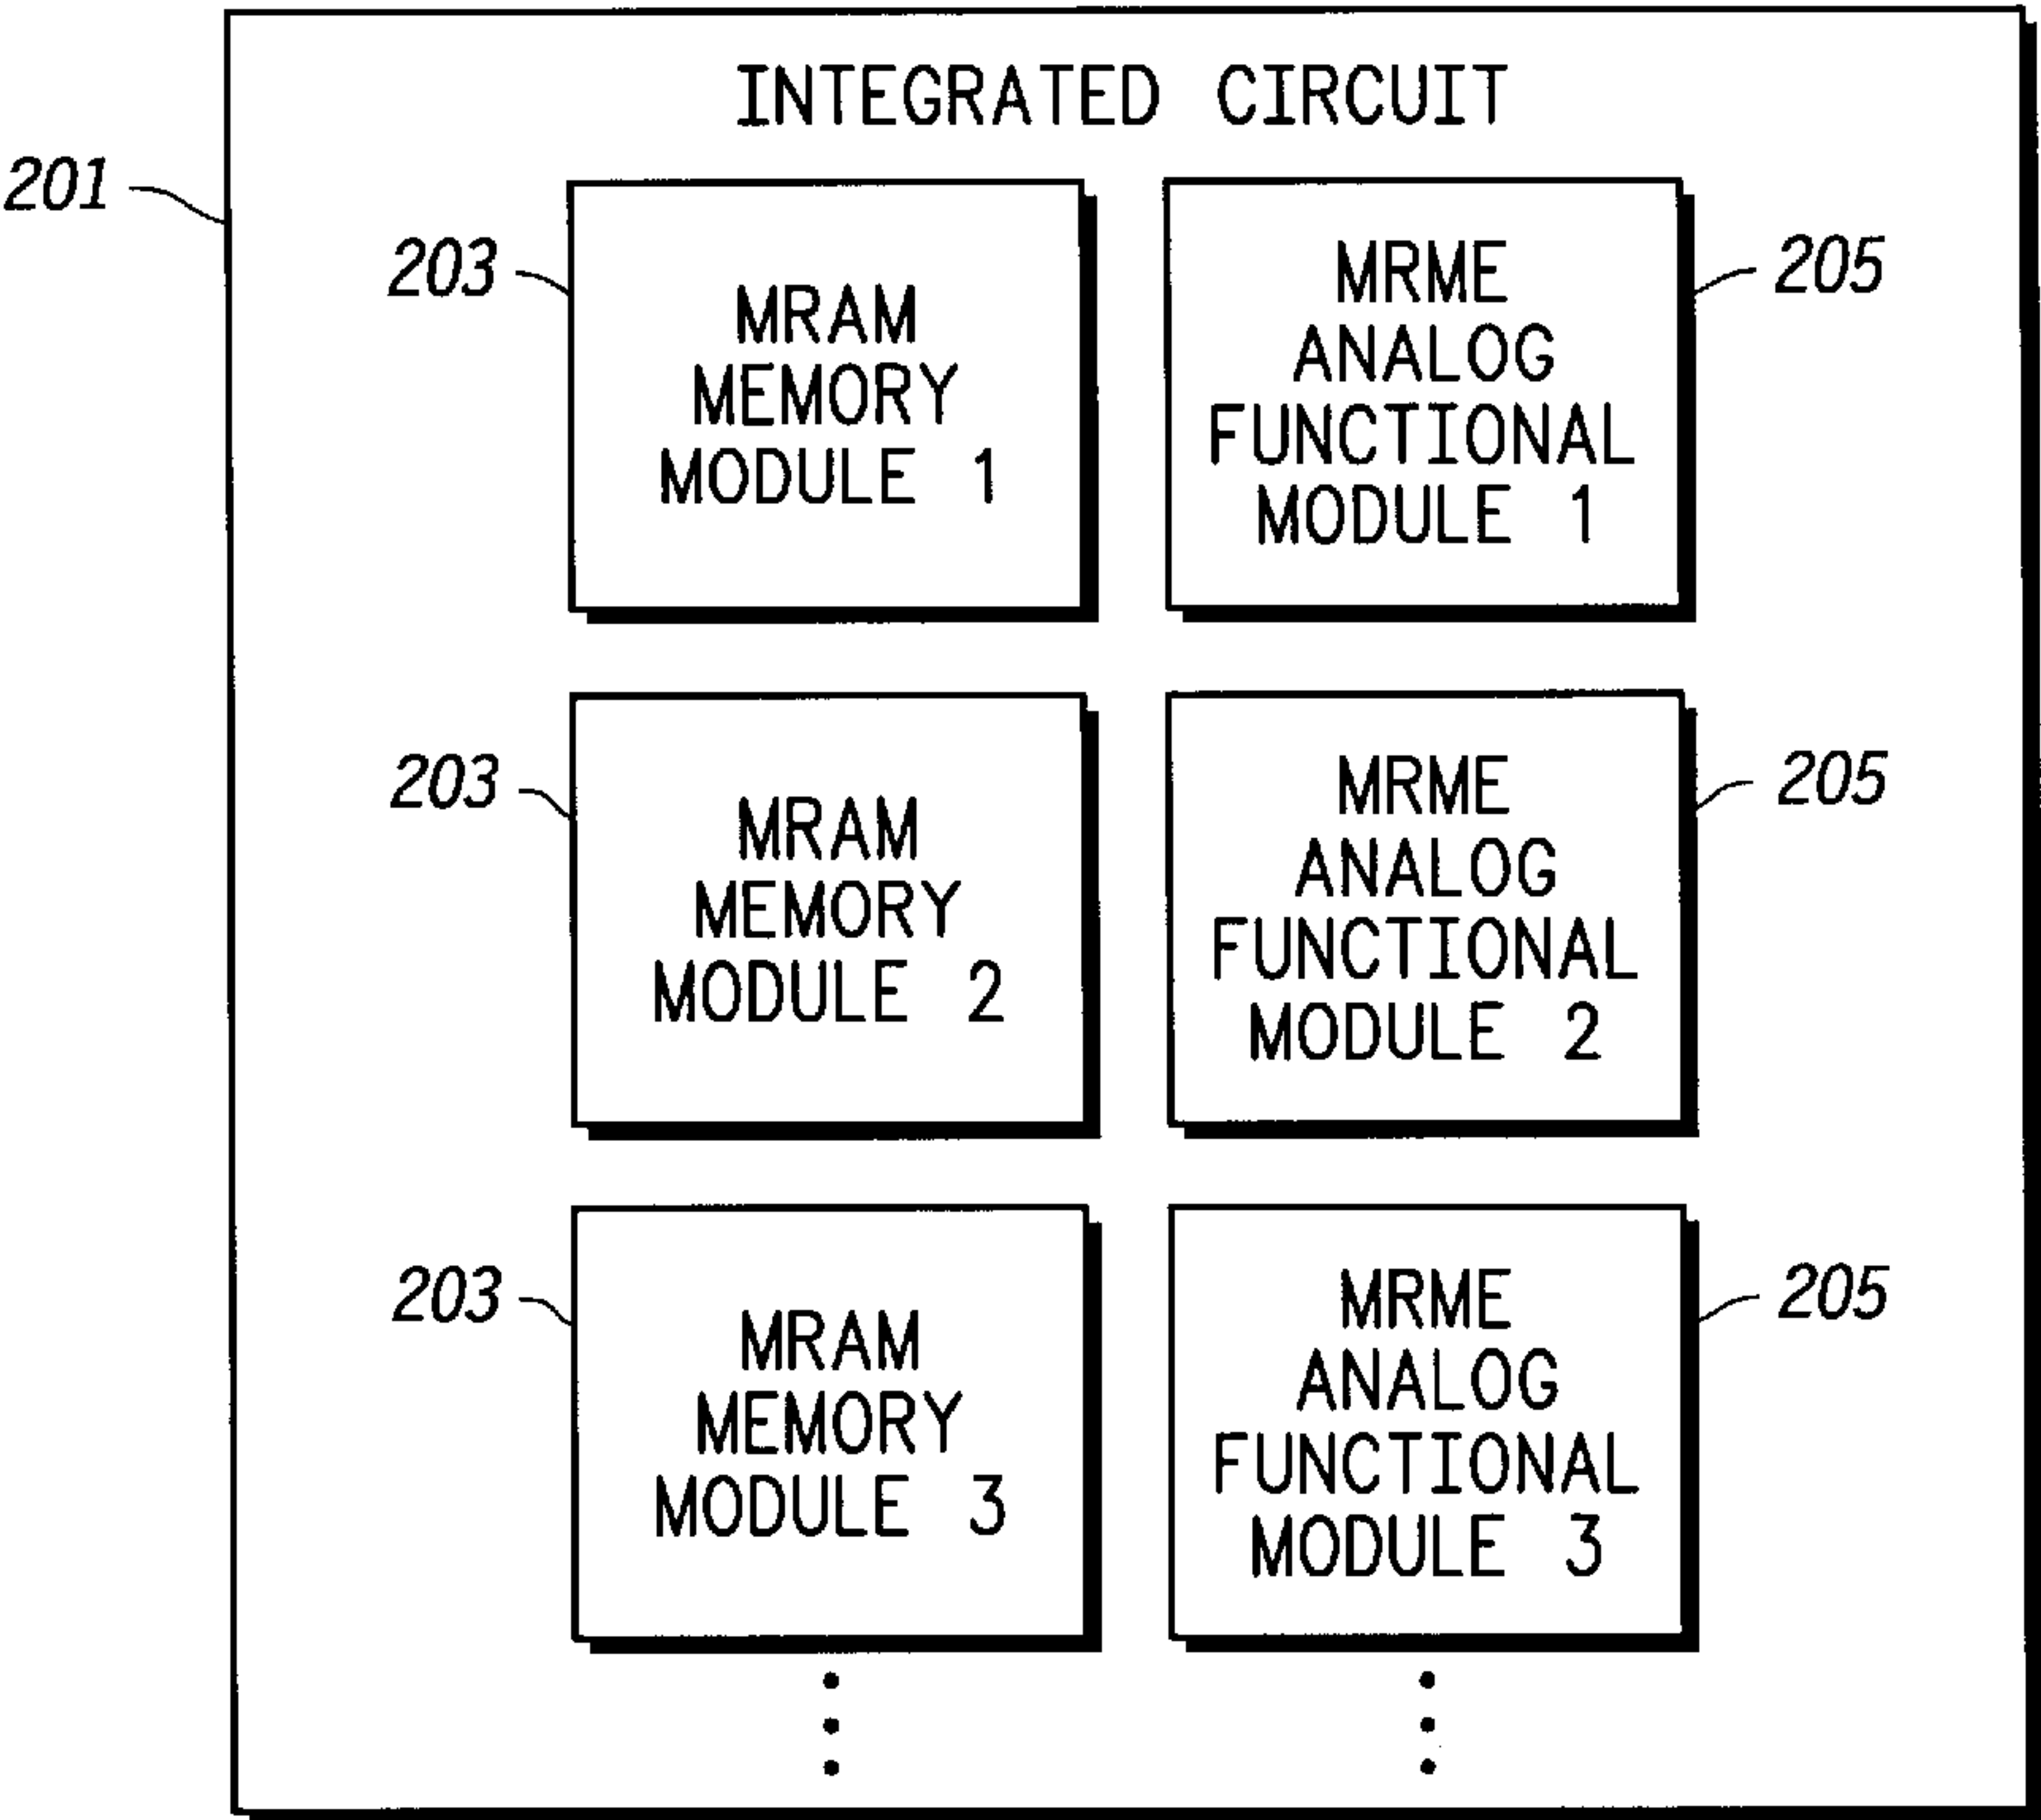 INTEGRATED CIRCUIT
201
203
MRAM
MEMORY
MODULE 1
MRME
ANALOG
FUNCTIONAL
MODULE 1
205
203
MRAM
MEMORY
MODULE 2
MRME
ANALOG
FUNCTIONAL
MODULE 2
205
203
MRAM
MEMORY
MODULE 3
MRME
ANALOG
FUNCTIONAL
MODULE 3
205